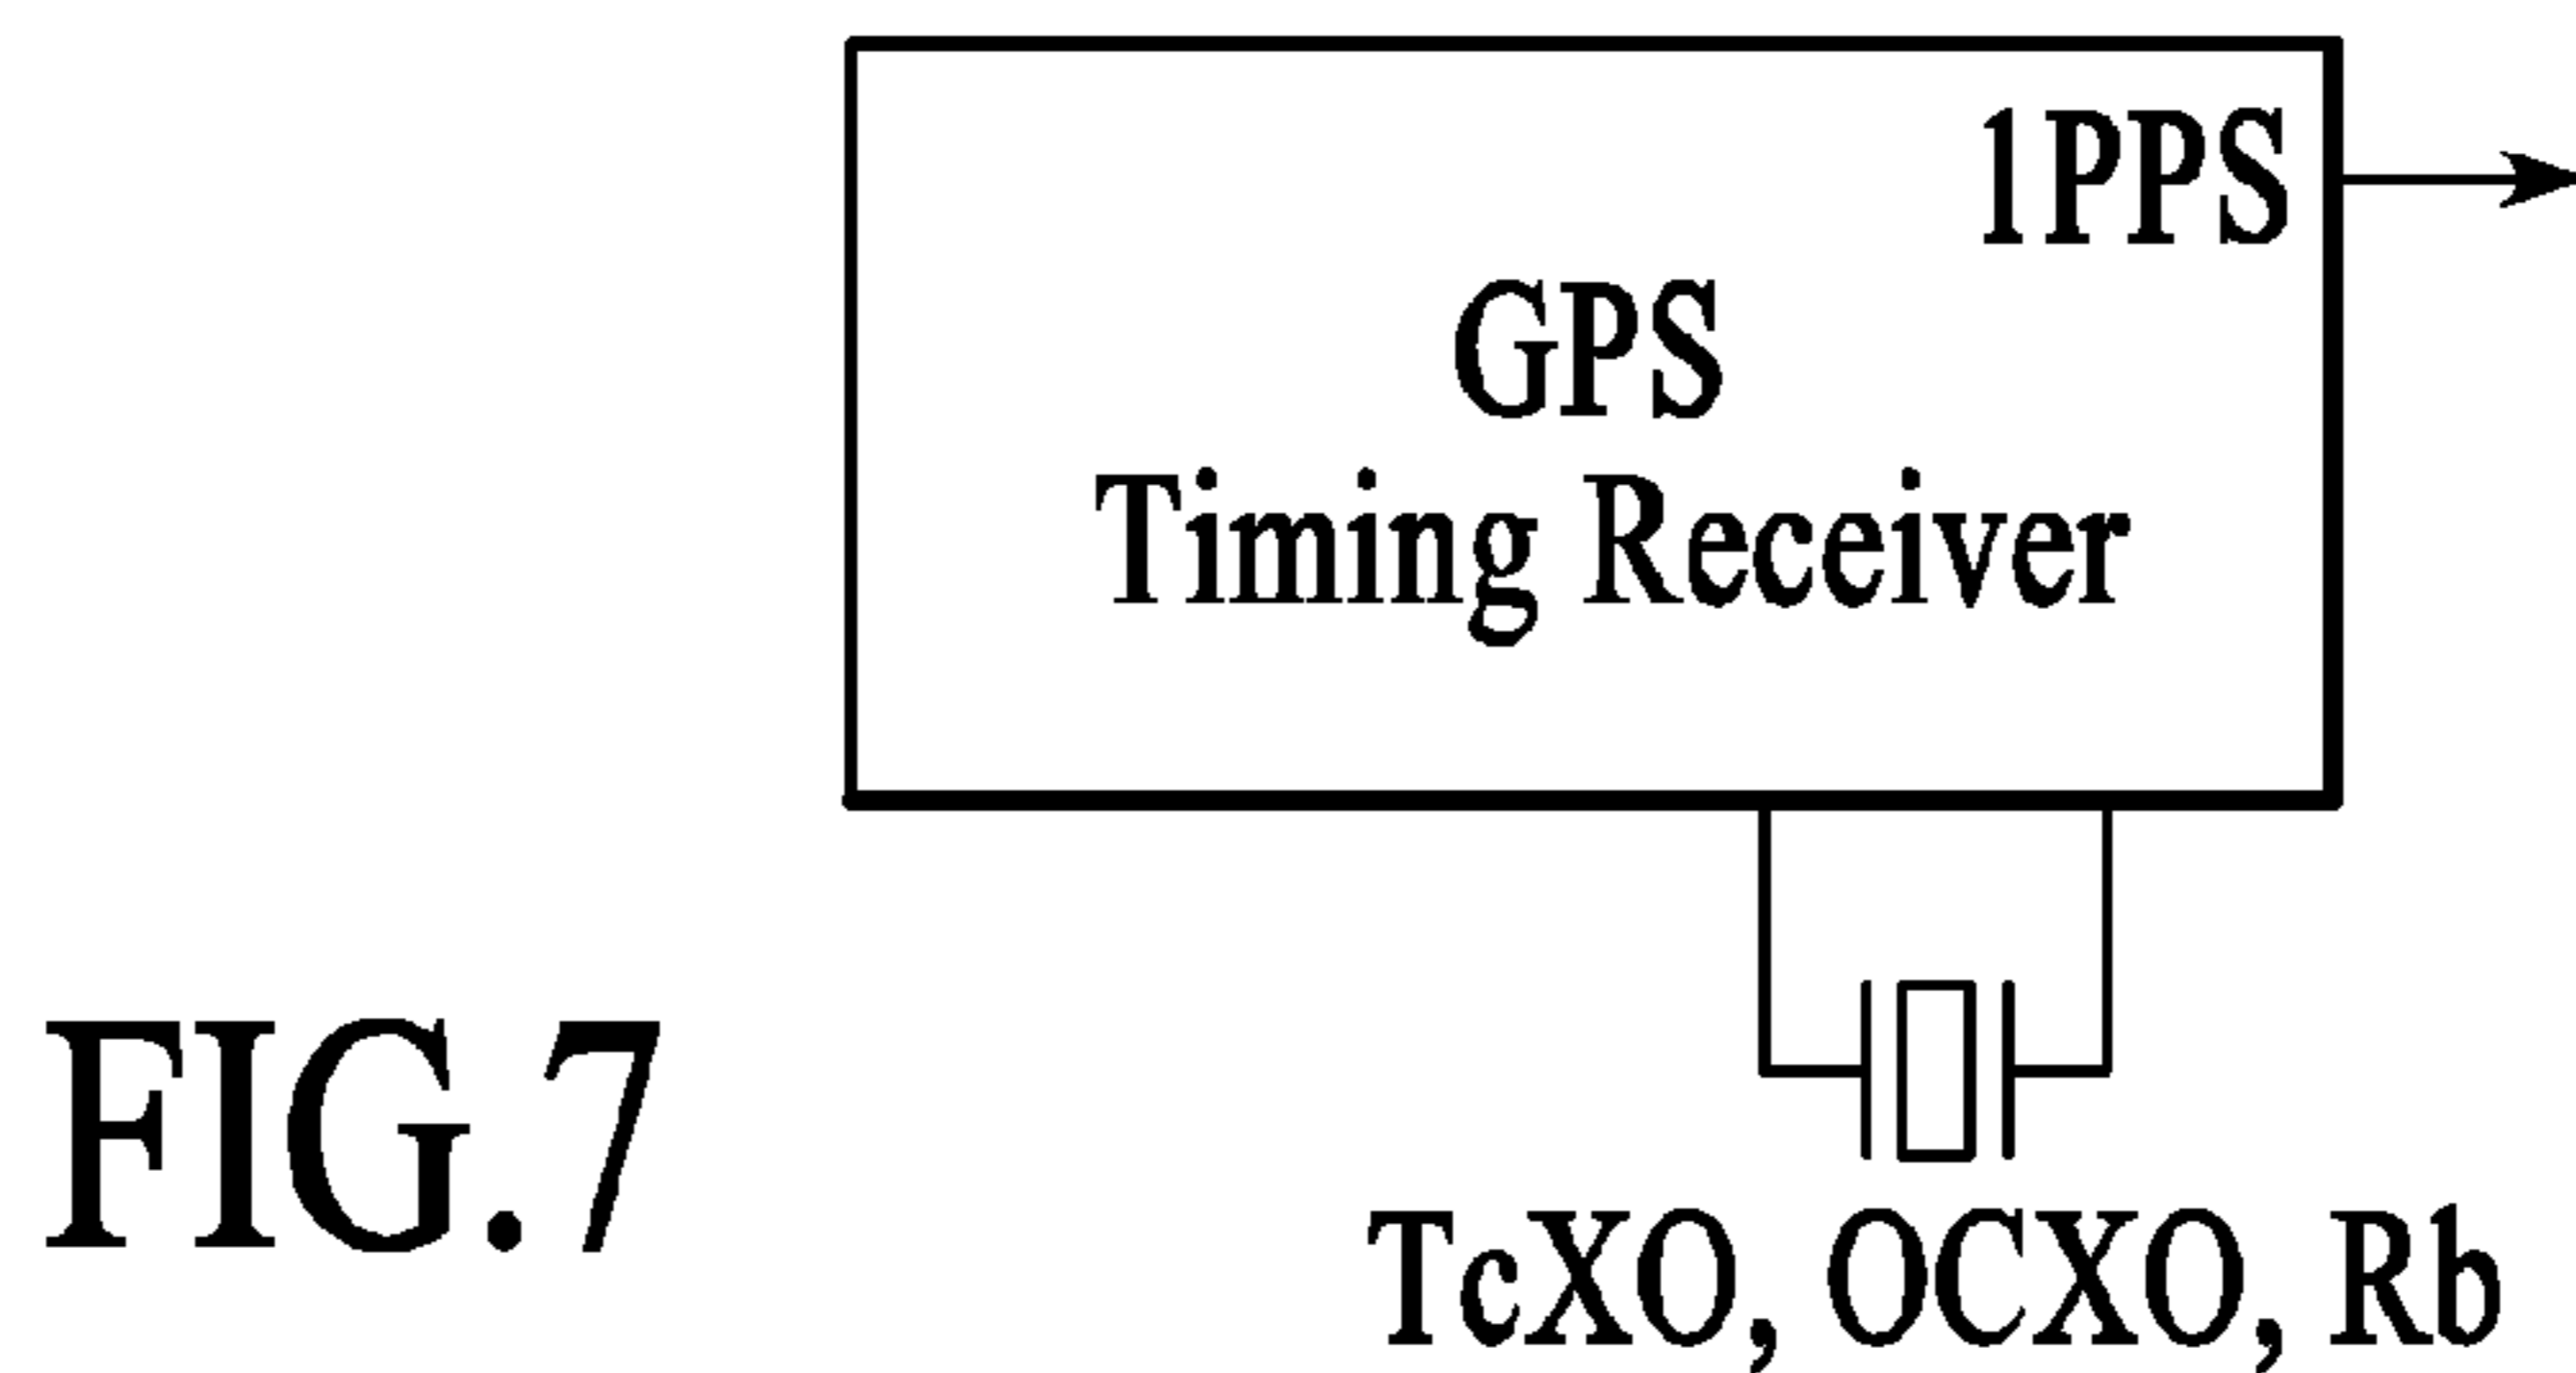 1PPS
GPS
Timing Receiver
FIG.7
TcXO, OCXO, Rb